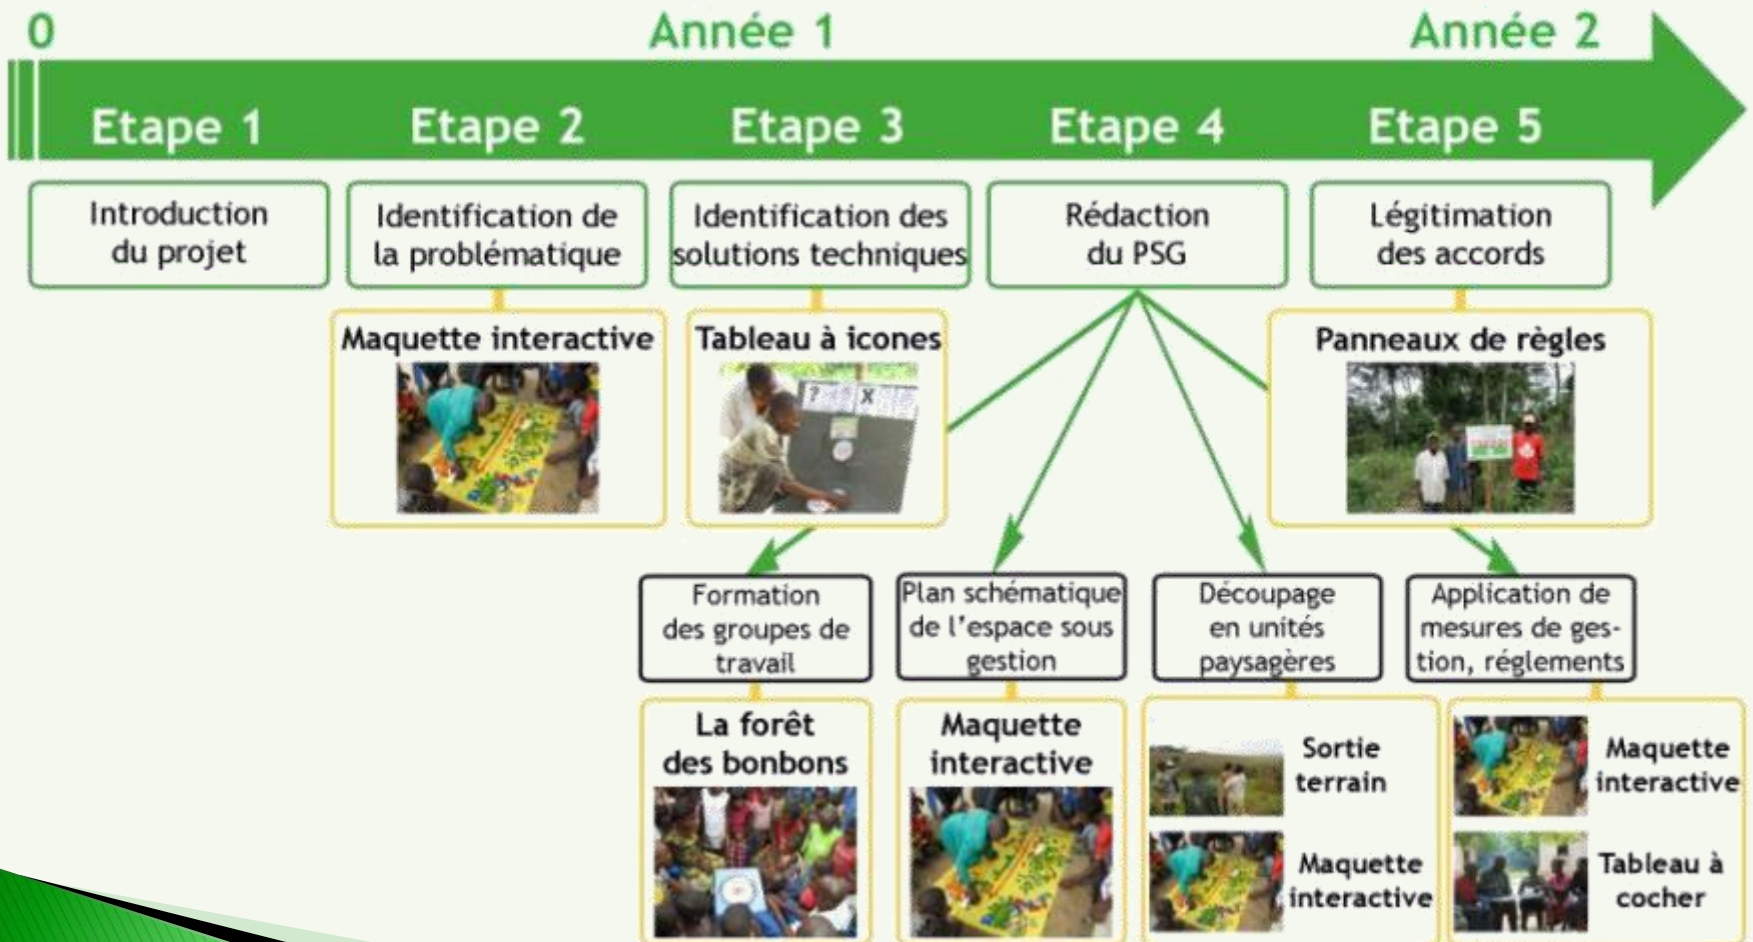 0
Année 1
Année 2
Etape 1
Etape 2
Etape 3
Etape 4
Etape 5
Introduction
du projet
Identification de
la problématique
Identification des
solutions techniques
Rédaction
du PSG
Légitimation
des accords
Maquette interactive
Tableau à icones
? X
Panneaux de règles
Formation
des groupes de
travail
Plan schématique
de l'espace sous
gestion
Découpage
en unités
paysagères
Application de
mesures de ges-
tion, réglements
La forêt
des bonbons
Maquette
interactive
Sortie
terrain
Maquette
interactive
Maquette
interactive
Tableau à
cocher